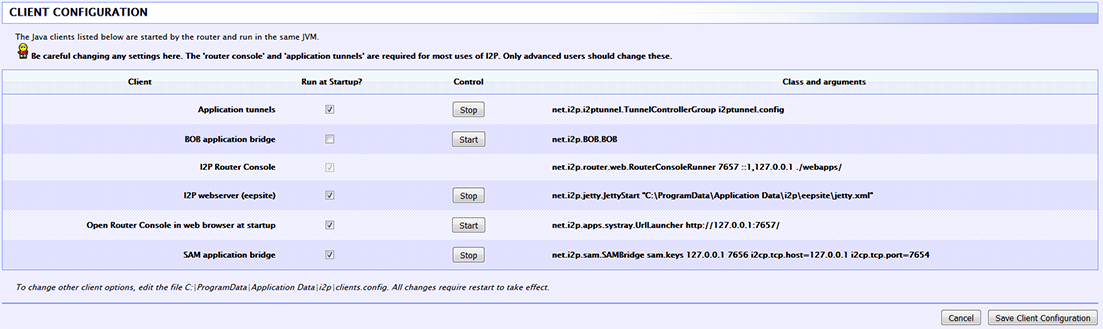 CLIENT CONFIGURATION
The Java clients listed below are started by the router and run in the same JVM.
Be careful changing any settings here. The 'router console' and 'application tunnels' are required for most uses of I2P. Only advanced users should change these.
Client Run at Startup? Control Class and arguments
Application tunnels Stop net.i2p.i2ptunnel.TunnelControllerGroup i2ptunnel.config
BOB application bridge Start net.i2p.BOB.BOB
I2P Router Console net.i2p.router.web.RouterConsoleRunner 7657 ::1,127.0.0.1 ./webapps/
I2P webserver (eepsite) Stop net.i2p.jetty.JettyStart "C:\ProgramData\Application Data\i2p\eepsite\jetty.xml"
Open Router Console in web browser at startup Start net.i2p.apps.systray.UrlLauncher http://127.0.0.1:7657/
SAM application bridge Stop net.i2p.sam.SAMBridge sam.keys 127.0.0.1 7656 i2cp.tcp.host=127.0.0.1 i2cp.tcp.port=7654
To change other client options, edit the file C:\ProgramData\Application Data\i2p\clients.config. All changes require restart to take effect.
Cancel Save Client Configuration